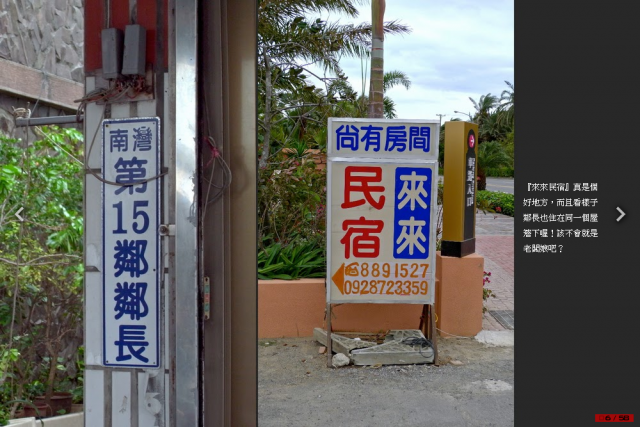 南灣
第
15
鄰
鄰
長
尚有房間
民宿
來來
8891527
0928723359
『來來民宿』真是個
好地方，而且看樣子
鄰長也住在同一個屋
簷下喔！該不會就是
老闆娘吧？